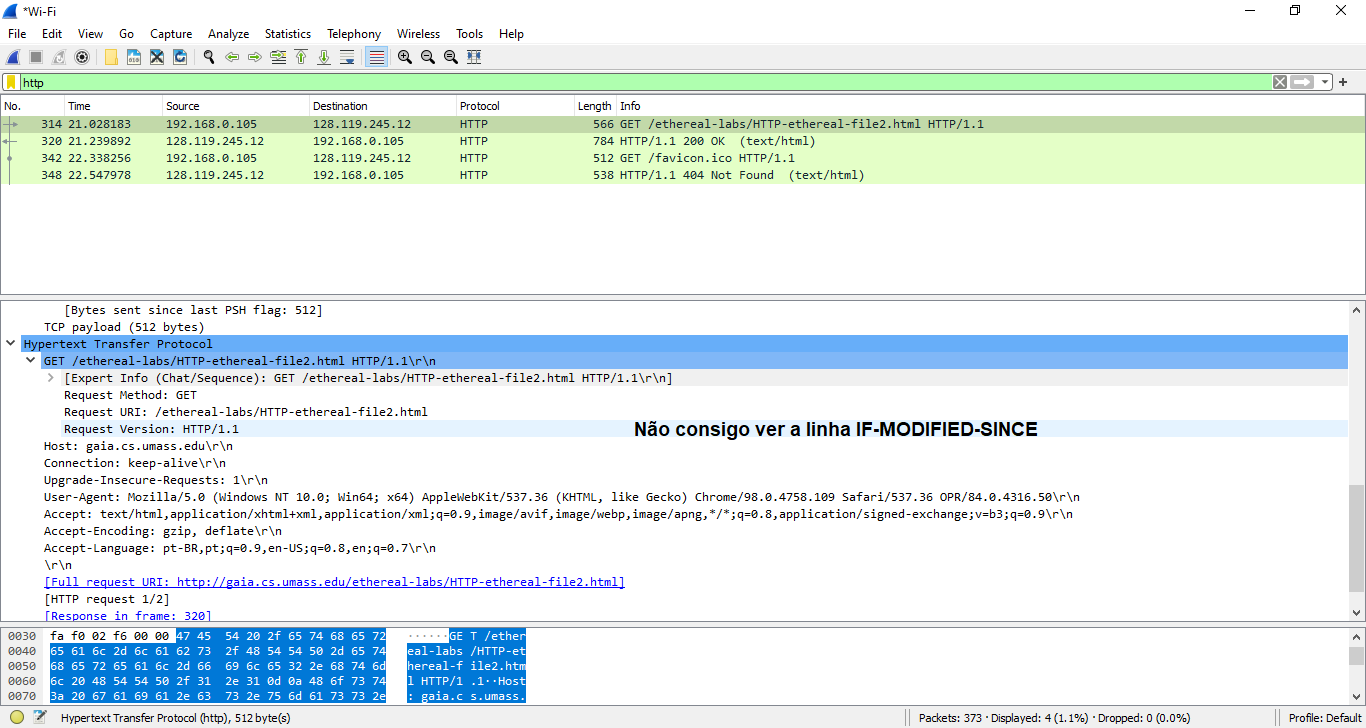 *Wi-Fi
File Edit View Go Capture Analyze Statistics Telephony Wireless Tools Help
http
No. Time Source Destination Protocol Length Info
314 21.028183 192.168.0.105 128.119.245.12 HTTP 566 GET /ethereal-labs/HTTP-ethereal-file2.html HTTP/1.1
320 21.239892 128.119.245.12 192.168.0.105 HTTP 784 HTTP/1.1 200 OK (text/html)
342 22.338256 192.168.0.105 128.119.245.12 HTTP 512 GET /favicon.ico HTTP/1.1
348 22.547978 128.119.245.12 192.168.0.105 HTTP 538 HTTP/1.1 404 Not Found (text/html)
[Bytes sent since last PSH flag: 512]
TCP payload (512 bytes)
Hypertext Transfer Protocol
GET /ethereal-labs/HTTP-ethereal-file2.html HTTP/1.1\r\n
[Expert Info (Chat/Sequence): GET /ethereal-labs/HTTP-ethereal-file2.html HTTP/1.1\r\n]
Request Method: GET
Request URI: /ethereal-labs/HTTP-ethereal-file2.html
Request Version: HTTP/1.1 Não consigo ver a linha IF-MODIFIED-SINCE
Host: gaia.cs.umass.edu\r\n
Connection: keep-alive\r\n
Upgrade-Insecure-Requests: 1\r\n
User-Agent: Mozilla/5.0 (Windows NT 10.0; Win64; x64) AppleWebKit/537.36 (KHTML, like Gecko) Chrome/98.0.4758.109 Safari/537.36 OPR/84.0.4316.50\r\n
Accept: text/html,application/xhtml+xml,application/xml;q=0.9,image/avif,image/webp,image/apng,*/*;q=0.8,application/signed-exchange;v=b3;q=0.9\r\n
Accept-Encoding: gzip, deflate\r\n
Accept-Language: pt-BR,pt;q=0.9,en-US;q=0.8,en;q=0.7\r\n
\r\n
[Full request URI: http://gaia.cs.umass.edu/ethereal-labs/HTTP-ethereal-file2.html]
[HTTP request 1/2]
[Response in frame: 320]
0030 fa f0 02 f6 00 00 47 45 54 20 2f 65 74 68 65 72 ······GE T /ether
0040 65 61 6c 2d 6c 61 62 73 2f 48 54 54 50 2d 65 74 eal-labs /HTTP-et
0050 68 65 72 65 61 6c 2d 66 69 6c 65 32 2e 68 74 6d hereal-f ile2.htm
0060 6c 20 48 54 54 50 2f 31 2e 31 0d 0a 48 6f 73 74 l HTTP/1 .1··Host
0070 3a 20 67 61 69 61 2e 63 73 2e 75 6d 61 73 73 2e : gaia.c s.umass.
Hypertext Transfer Protocol (http), 512 byte(s) Packets: 373 · Displayed: 4 (1.1%) · Dropped: 0 (0.0%) Profile: Default